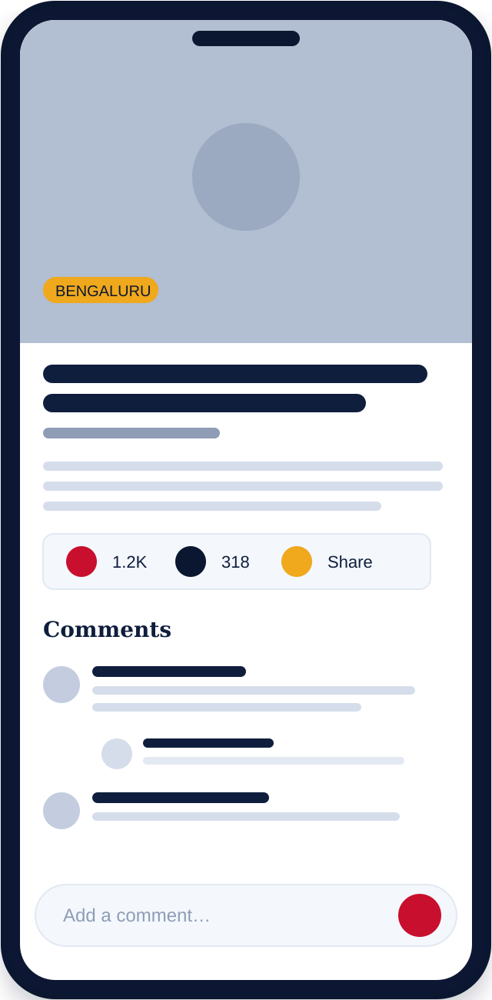 BENGALURU
1.2K 318 Share
Comments
Add a comment…